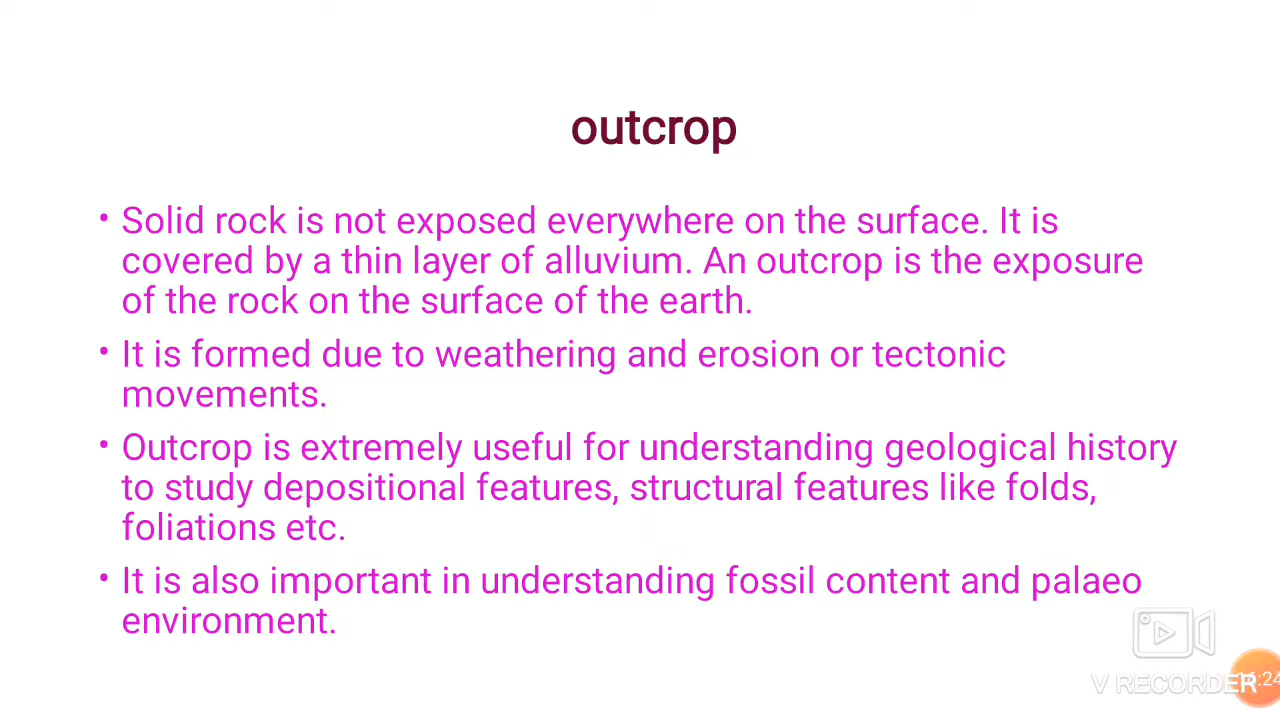 outcrop
• Solid rock is not exposed everywhere on the surface. It is
covered by a thin layer of alluvium. An outcrop is the exposure
of the rock on the surface of the earth.
• It is formed due to weathering and erosion or tectonic
movements.
• Outcrop is extremely useful for understanding geological history
to study depositional features, structural features like folds,
foliations etc.
• It is also important in understanding fossil content and palaeo
environment.
V RECORDER